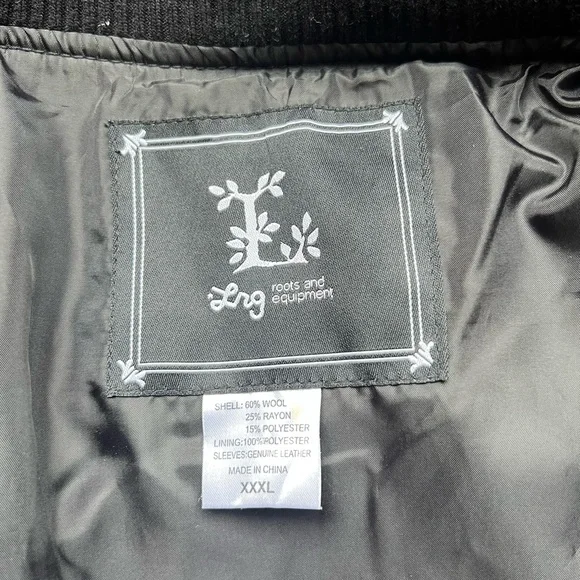 L
Lrg roots and
equipment
SHELL: 60% WOOL
25% RAYON
15% POLYESTER
LINING:100%POLYESTER
SLEEVES:GENUINE LEATHER
MADE IN CHINA
XXXL